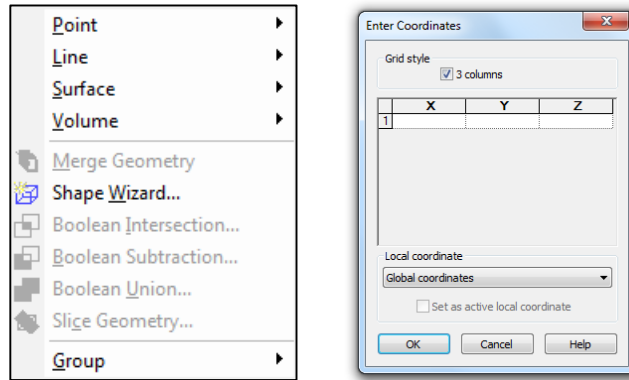 Point
Line
Surface
Volume
Merge Geometry
Shape Wizard...
Boolean Intersection...
Boolean Subtraction...
Boolean Union...
Slice Geometry...
Group
Enter Coordinates
Grid style
3 columns
X Y Z
1
Local coordinate
Global coordinates
Set as active local coordinate
OK Cancel Help